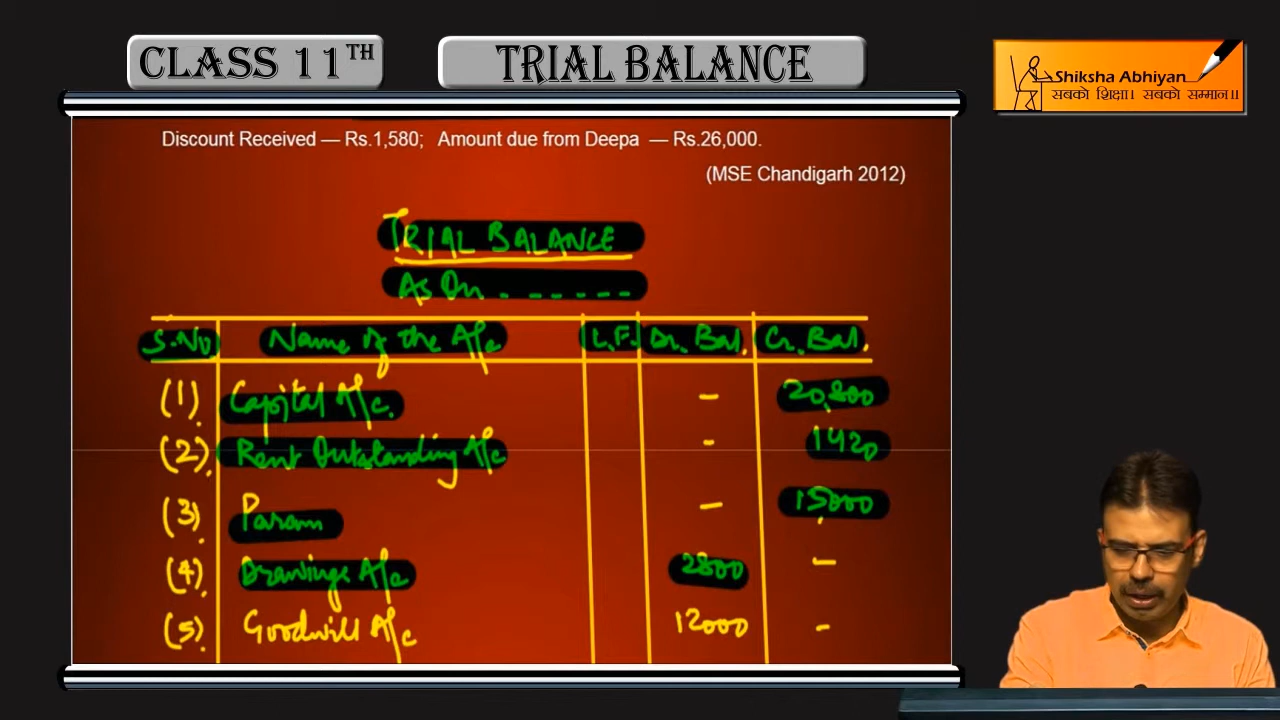 CLASS 11TH
TRIAL BALANCE
Shiksha Abhiyan
सबको शिक्षा। सबको सम्मान॥
Discount Received — Rs.1,580; Amount due from Deepa — Rs.26,000.
(MSE Chandigarh 2012)
TRIAL BALANCE
As On . - - - - - -
S.No Name of the A/c L.F. Dr. Bal. Cr. Bal.
(1). Capital A/c. - 20,800
(2). Rent Outstanding A/c - 1420
(3). Param - 15,000
(4). Drawings A/c 2800 -
(5). Goodwill A/c 12000 -